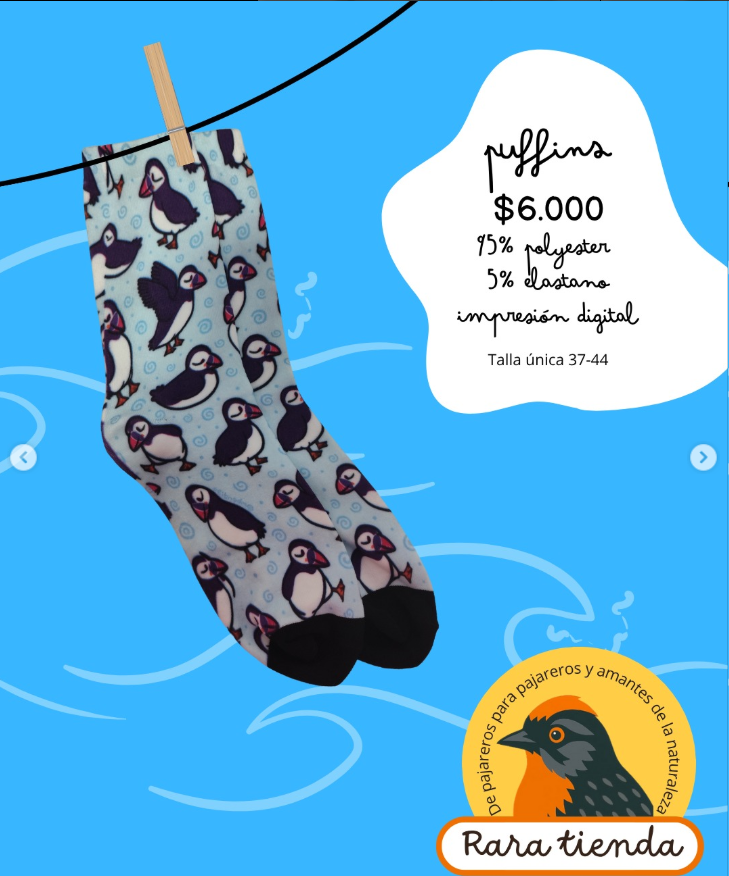 puffins
$6.000
95% polyester
5% elastano
impresión digital
Talla única 37-44
De pajareros para pajareros y amantes de la naturaleza
Rara tienda